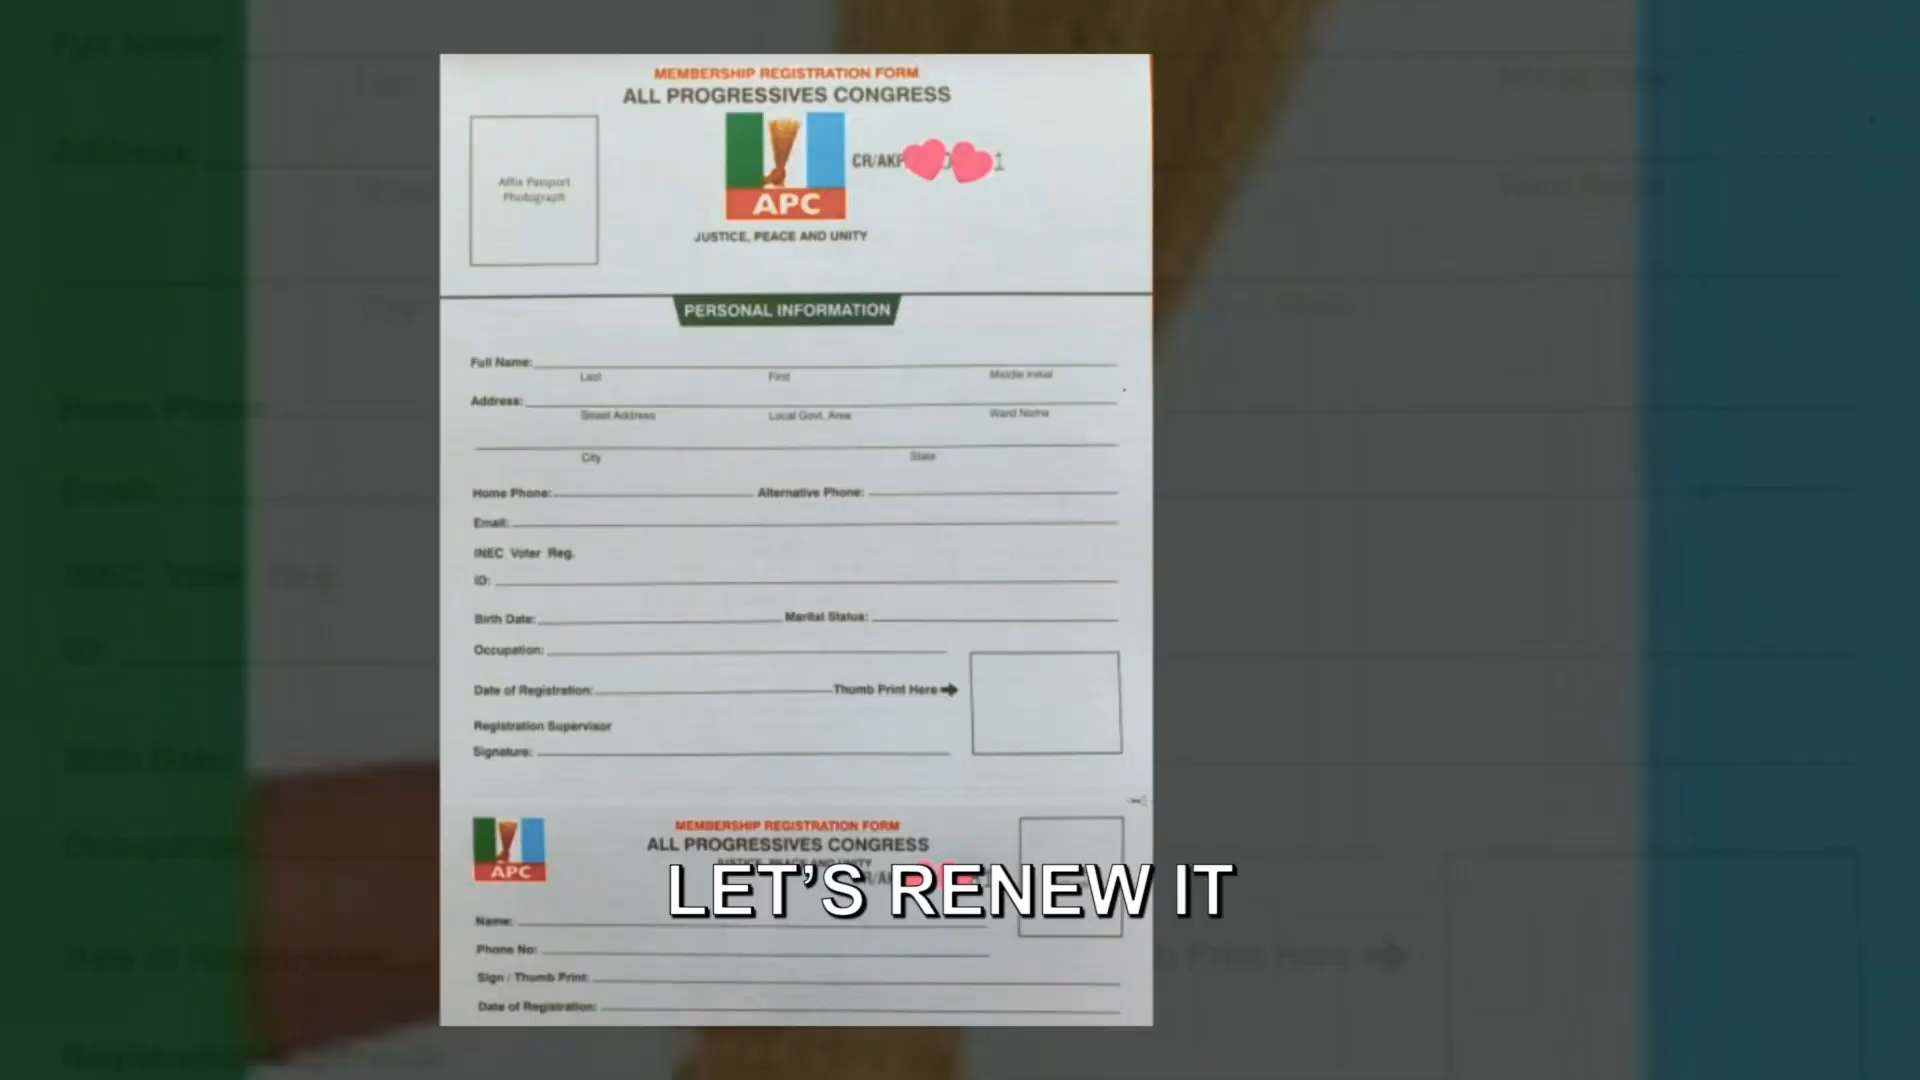 MEMBERSHIP REGISTRATION FORM
ALL PROGRESSIVES CONGRESS
Affix Passport
Photograph
CR/AKP
APC
JUSTICE, PEACE AND UNITY
PERSONAL INFORMATION
Full Name:
Last First Middle Initial
Address:
Street Address Local Govt. Area Ward Name
City State
Home Phone: Alternative Phone:
Email:
INEC Voter Reg.
ID:
Birth Date: Marital Status:
Occupation:
Date of Registration: Thumb Print Here
Registration Supervisor
Signature:
MEMBERSHIP REGISTRATION FORM
ALL PROGRESSIVES CONGRESS
JUSTICE, PEACE AND UNITY
APC
LET'S RENEW IT
Name:
Phone No:
Sign / Thumb Print:
Date of Registration: